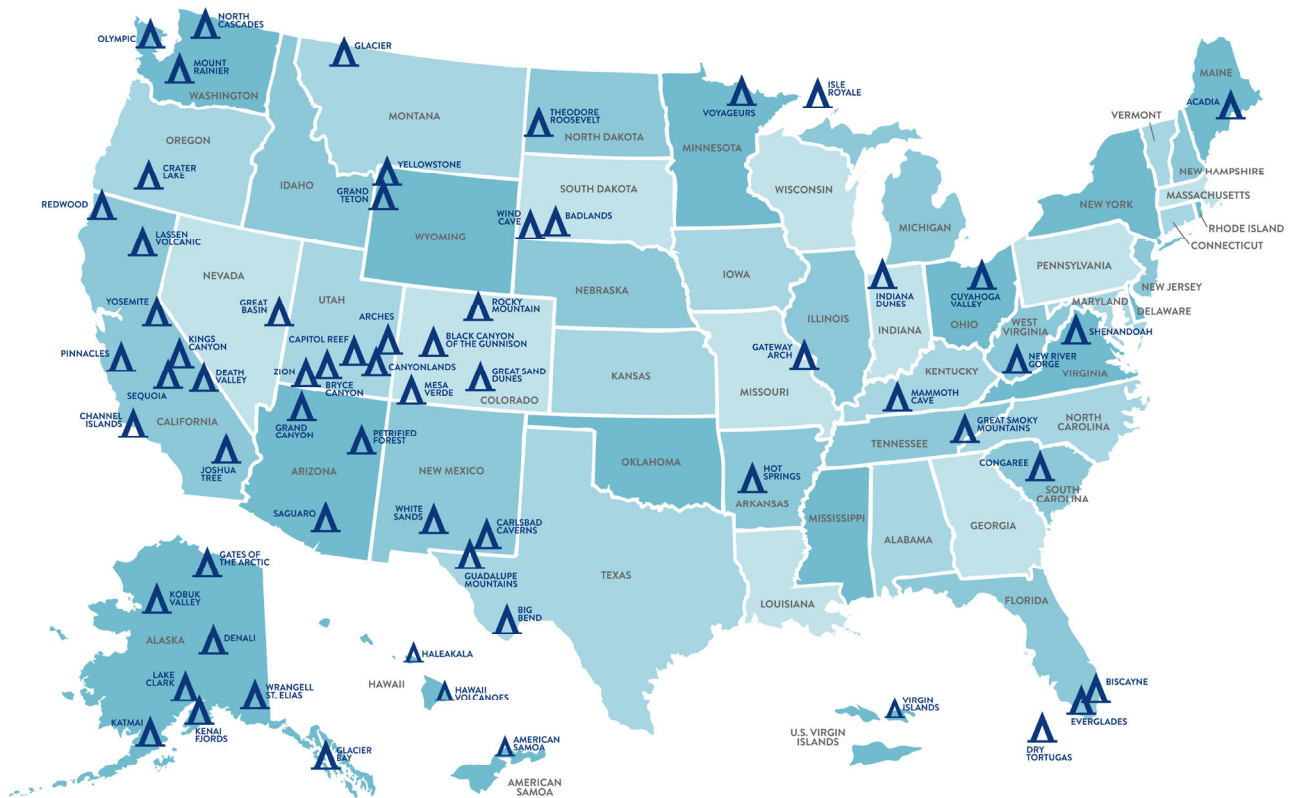 OLYMPIC
NORTH
CASCADES
MOUNT
RAINIER
WASHINGTON
GLACIER
MONTANA
THEODORE
ROOSEVELT
NORTH DAKOTA
VOYAGEURS
MINNESOTA
ISLE
ROYALE
MAINE
ACADIA
VERMONT
NEW HAMPSHIRE
MASSACHUSETTS
NEW YORK
RHODE ISLAND
CONNECTICUT
OREGON
CRATER
LAKE
IDAHO
YELLOWSTONE
GRAND
TETON
SOUTH DAKOTA
WIND
CAVE
BADLANDS
WISCONSIN
MICHIGAN
REDWOOD
LASSEN
VOLCANIC
WYOMING
NEVADA
IOWA
PENNSYLVANIA
NEW JERSEY
MARYLAND
DELAWARE
YOSEMITE
GREAT
BASIN
UTAH
ROCKY
MOUNTAIN
NEBRASKA
ILLINOIS
INDIANA
DUNES
INDIANA
CUYAHOGA
VALLEY
OHIO
WEST
VIRGINIA
SHENANDOAH
PINNACLES
KINGS
CANYON
SEQUOIA
DEATH
VALLEY
CAPITOL REEF
ARCHES
ZION
BRYCE
CANYON
CANYONLANDS
BLACK CANYON
OF THE GUNNISON
MESA
VERDE
GREAT SAND
DUNES
COLORADO
KANSAS
GATEWAY
ARCH
MISSOURI
KENTUCKY
MAMMOTH
CAVE
NEW RIVER
GORGE
VIRGINIA
CHANNEL
ISLANDS
CALIFORNIA
JOSHUA
TREE
GRAND
CANYON
PETRIFIED
FOREST
ARIZONA
SAGUARO
NEW MEXICO
WHITE
SANDS
CARLSBAD
CAVERNS
GUADALUPE
MOUNTAINS
OKLAHOMA
HOT
SPRINGS
ARKANSAS
TENNESSEE
GREAT SMOKY
MOUNTAINS
NORTH
CAROLINA
CONGAREE
SOUTH
CAROLINA
MISSISSIPPI
ALABAMA
GEORGIA
TEXAS
BIG
BEND
LOUISIANA
FLORIDA
BISCAYNE
EVERGLADES
DRY
TORTUGAS
GATES OF
THE ARCTIC
KOBUK
VALLEY
ALASKA
DENALI
LAKE
CLARK
WRANGELL
ST. ELIAS
KATMAI
KENAI
FJORDS
GLACIER
BAY
HALEAKALA
HAWAII
HAWAII
VOLCANOES
AMERICAN
SAMOA
AMERICAN
SAMOA
VIRGIN
ISLANDS
U.S. VIRGIN
ISLANDS